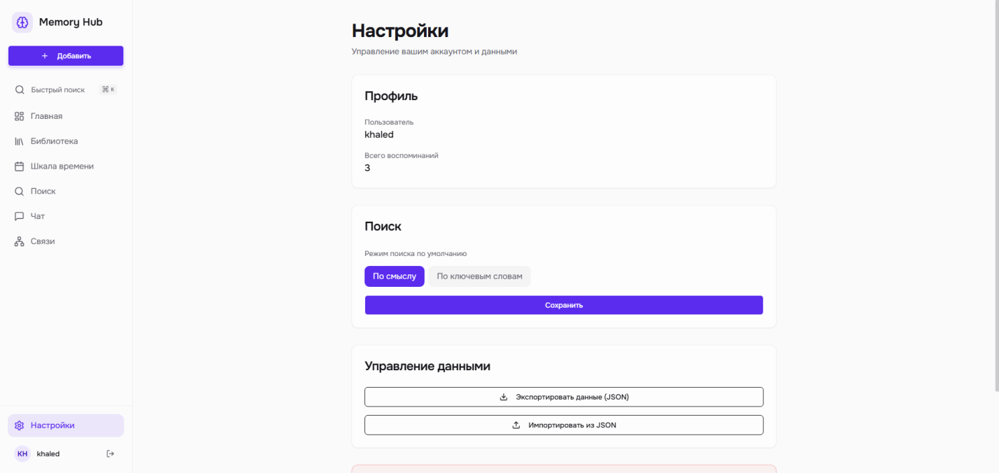 Memory Hub
Добавить
Быстрый поиск ⌘ K
Главная
Библиотека
Шкала времени
Поиск
Чат
Связи
Настройки
KH khaled
Настройки
Управление вашим аккаунтом и данными
Профиль
Пользователь
khaled
Всего воспоминаний
3
Поиск
Режим поиска по умолчанию
По смыслу По ключевым словам
Сохранить
Управление данными
Экспортировать данные (JSON)
Импортировать из JSON